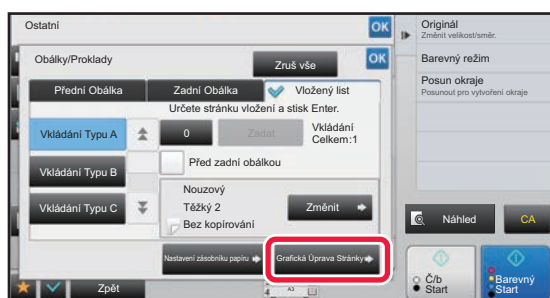 Ostatní
OK
Obálky/Proklady
Zruš vše
OK
Přední Obálka
Zadní Obálka
Vložený list
Určete stránku vložení a stisk Enter.
Vkládání Typu A
0
Zadat
Vkládání
Celkem:1
Vkládání Typu B
Před zadní obálkou
Vkládání Typu C
Nouzový
Těžký 2
Bez kopírování
Změnit
Nastavení zásobníku papíru
Grafická Úprava Stránky
Zpět
4
A3
Originál
Změnit velikost/směr.
Barevný režim
Posun okraje
Posunout pro vytvoření okraje
Náhled
CA
Č/b
Start
Barevný
Start